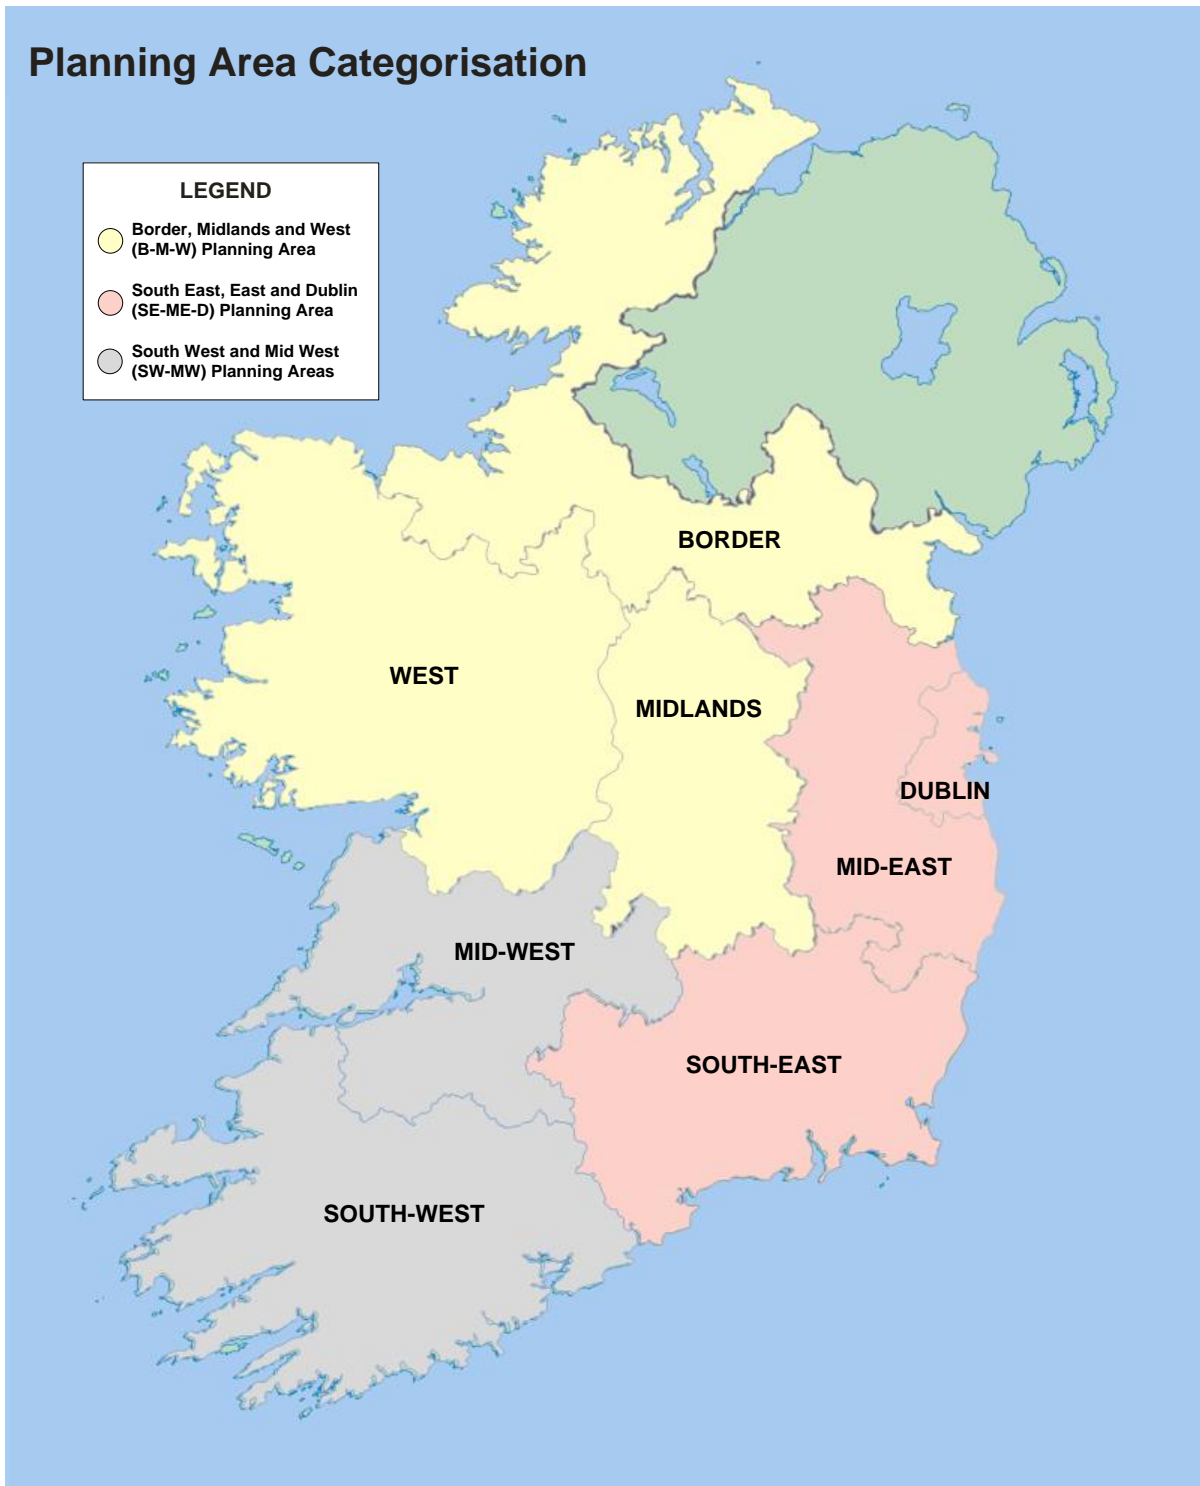 Planning Area Categorisation
LEGEND
Border, Midlands and West
(B-M-W) Planning Area
South East, East and Dublin
(SE-ME-D) Planning Area
South West and Mid West
(SW-MW) Planning Areas
BORDER
WEST
MIDLANDS
DUBLIN
MID-EAST
MID-WEST
SOUTH-EAST
SOUTH-WEST